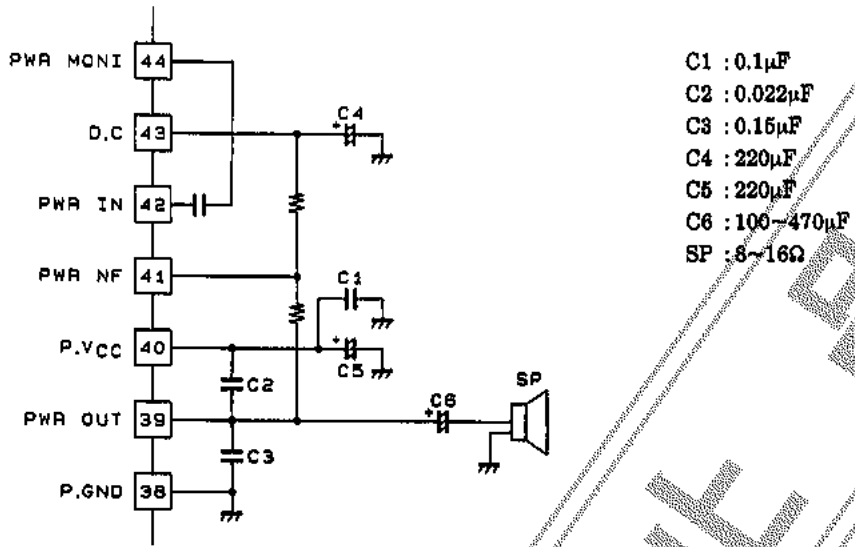 PWR MONI 44
D.C 43
PWR IN 42
PWR NF 41
P.VCC 40
PWR OUT 39
P.GND 38
C4
C1
C5
C2
C6
SP
C3
C1 : 0.1μF
C2 : 0.022μF
C3 : 0.15μF
C4 : 220μF
C5 : 220μF
C6 : 100~470μF
SP : 8~16Ω